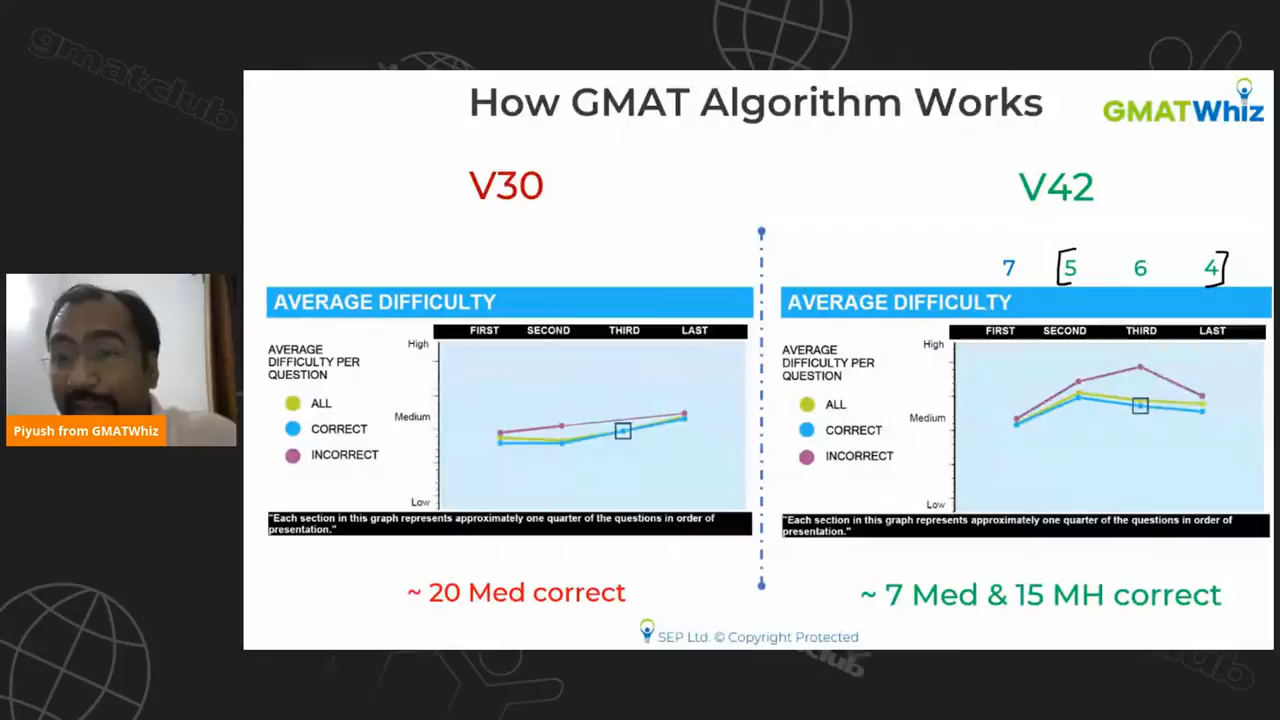 gmatclub
How GMAT Algorithm Works
GMATWhiz
V30
V42
7 [5 6 4]
AVERAGE DIFFICULTY
FIRST SECOND THIRD LAST
AVERAGE
DIFFICULTY PER
QUESTION
ALL
CORRECT
INCORRECT
High
Medium
Low
"Each section in this graph represents approximately one quarter of the questions in order of
presentation."
AVERAGE DIFFICULTY
FIRST SECOND THIRD LAST
AVERAGE
DIFFICULTY PER
QUESTION
ALL
CORRECT
INCORRECT
High
Medium
Low
"Each section in this graph represents approximately one quarter of the questions in order of
presentation."
Piyush from GMATWhiz
~ 20 Med correct
~ 7 Med & 15 MH correct
SEP Ltd. © Copyright Protected
club